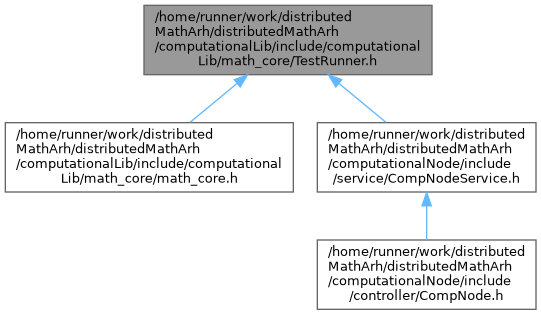 /home/runner/work/distributed
MathArh/distributedMathArh
/computationalLib/include/computational
Lib/math_core/TestRunner.h
/home/runner/work/distributed
MathArh/distributedMathArh
/computationalLib/include/computational
Lib/math_core/math_core.h
/home/runner/work/distributed
MathArh/distributedMathArh
/computationalNode/include
/service/CompNodeService.h
/home/runner/work/distributed
MathArh/distributedMathArh
/computationalNode/include
/controller/CompNode.h